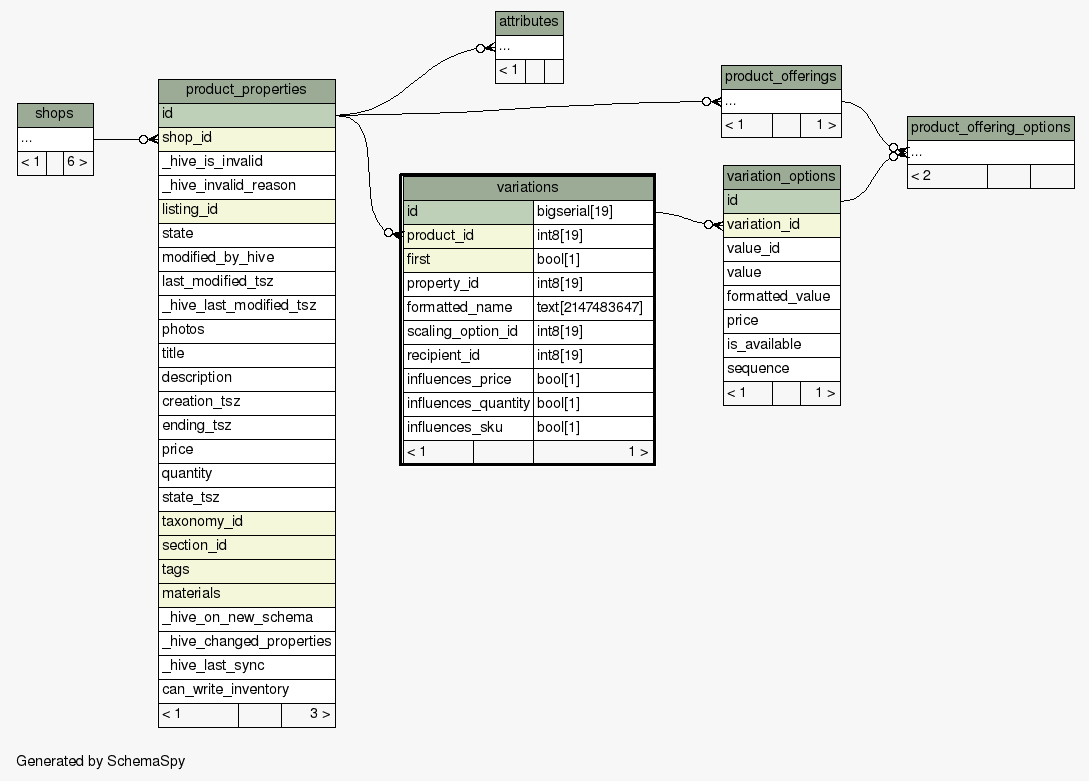 attributes
...
< 1
product_properties
id
shop_id
_hive_is_invalid
_hive_invalid_reason
listing_id
state
modified_by_hive
last_modified_tsz
_hive_last_modified_tsz
photos
title
description
creation_tsz
ending_tsz
price
quantity
state_tsz
taxonomy_id
section_id
tags
materials
_hive_on_new_schema
_hive_changed_properties
_hive_last_sync
can_write_inventory
< 1 3 >
shops
...
< 1 6 >
variations
id bigserial[19]
product_id int8[19]
first bool[1]
property_id int8[19]
formatted_name text[2147483647]
scaling_option_id int8[19]
recipient_id int8[19]
influences_price bool[1]
influences_quantity bool[1]
influences_sku bool[1]
< 1 1 >
product_offerings
...
< 1 1 >
variation_options
id
variation_id
value_id
value
formatted_value
price
is_available
sequence
< 1 1 >
product_offering_options
...
< 2
Generated by SchemaSpy